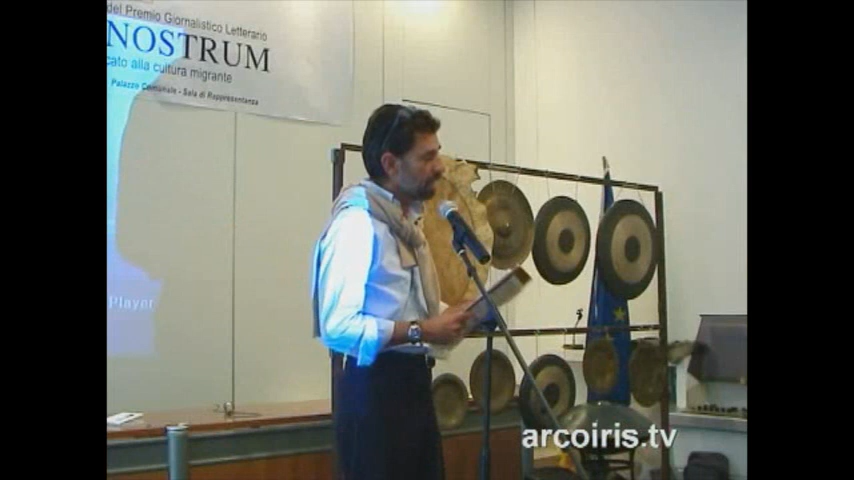 del Premio Giornalistico Letterario
NOSTRUM
cato alla cultura migrante
Palazzo Comunale - Sala di Rappresentanza
Player
arcoiris.tv